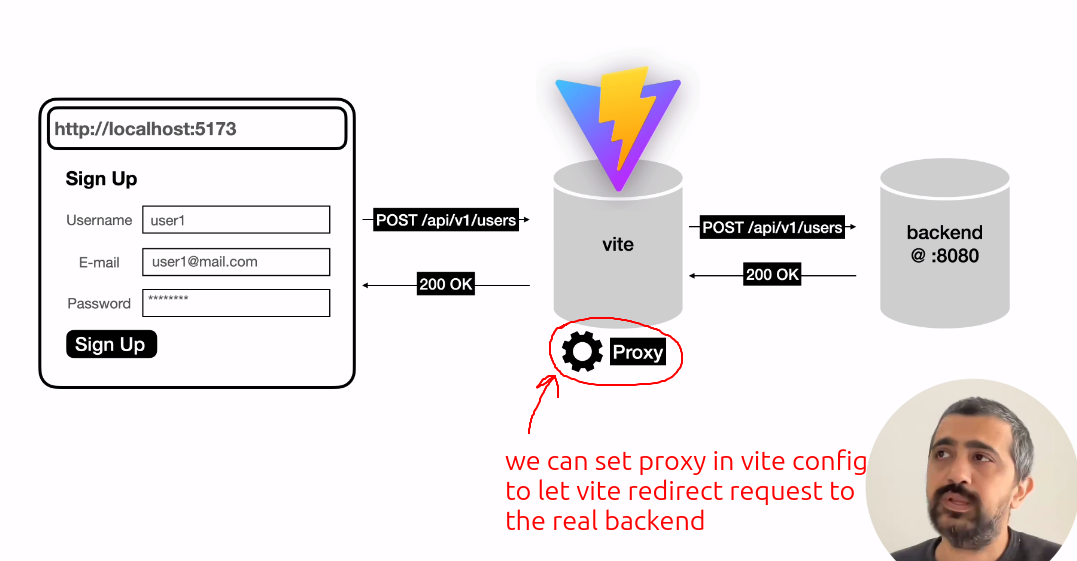 http://localhost:5173
Sign Up
Username
user1
E-mail
user1@mail.com
Password
********
Sign Up
POST /api/v1/users
200 OK
vite
Proxy
POST /api/v1/users
200 OK
backend
@ :8080
we can set proxy in vite config
to let vite redirect request to
the real backend